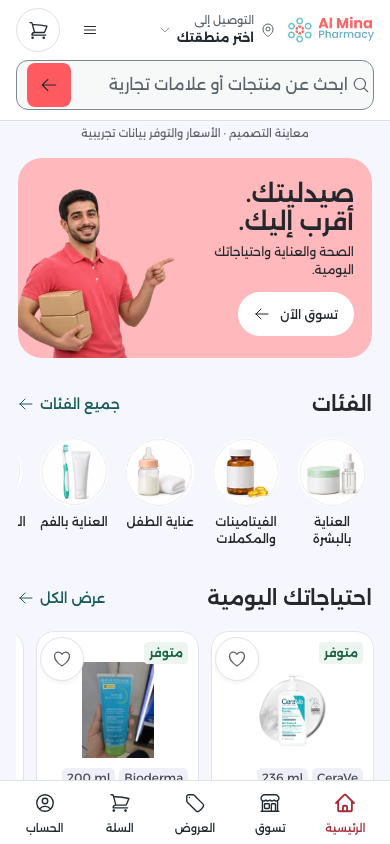 Al Mina
Pharmacy
التوصيل إلى
اختر منطقتك
ابحث عن منتجات أو علامات تجارية
معاينة التصميم · الأسعار والتوفر بيانات تجريبية
صيدليتك.
أقرب إليك.
الصحة والعناية واحتياجاتك
اليومية.
تسوق الآن
الفئات
جميع الفئات
العناية
بالبشرة
الفيتامينات
والمكملات
عناية الطفل
العناية بالفم
احتياجاتك اليومية
عرض الكل
متوفر
متوفر
CeraVe
CeraVe
236 ml
Bioderma
200 ml
الرئيسية
تسوق
العروض
السلة
الحساب